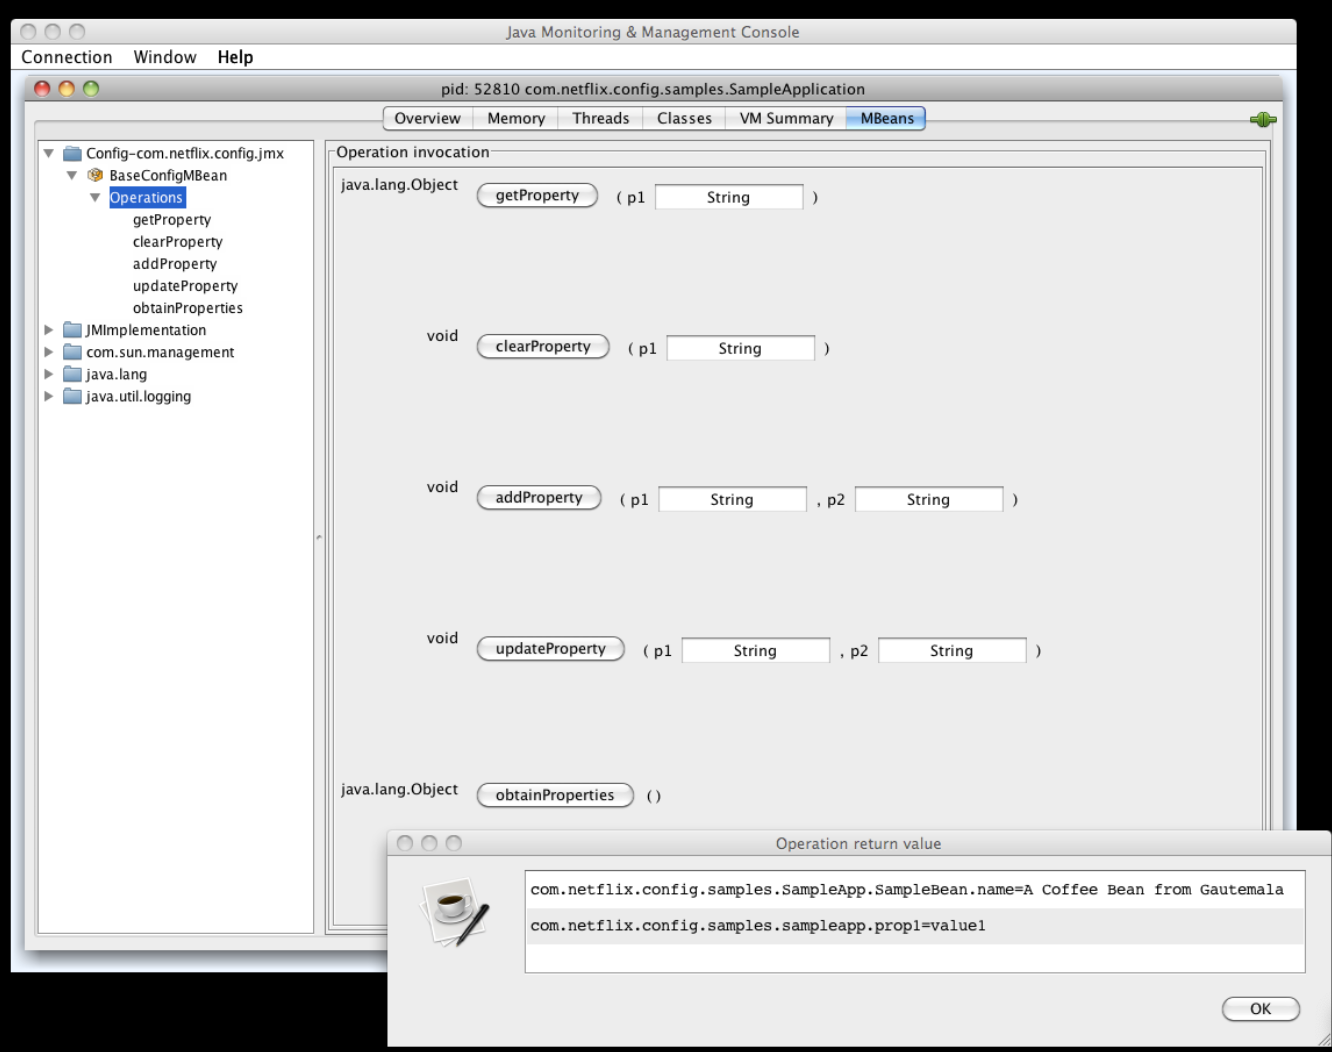 Java Monitoring & Management Console
Connection Window Help
pid: 52810 com.netflix.config.samples.SampleApplication
Overview Memory Threads Classes VM Summary MBeans
Config-com.netflix.config.jmx
BaseConfigMBean
Operations
getProperty
clearProperty
addProperty
updateProperty
obtainProperties
JMImplementation
com.sun.management
java.lang
java.util.logging
Operation invocation
java.lang.Object getProperty ( p1 String )
void clearProperty ( p1 String )
void addProperty ( p1 String , p2 String )
void updateProperty ( p1 String , p2 String )
java.lang.Object obtainProperties ()
Operation return value
com.netflix.config.samples.SampleApp.SampleBean.name=A Coffee Bean from Gautemala
com.netflix.config.samples.sampleapp.prop1=value1
OK